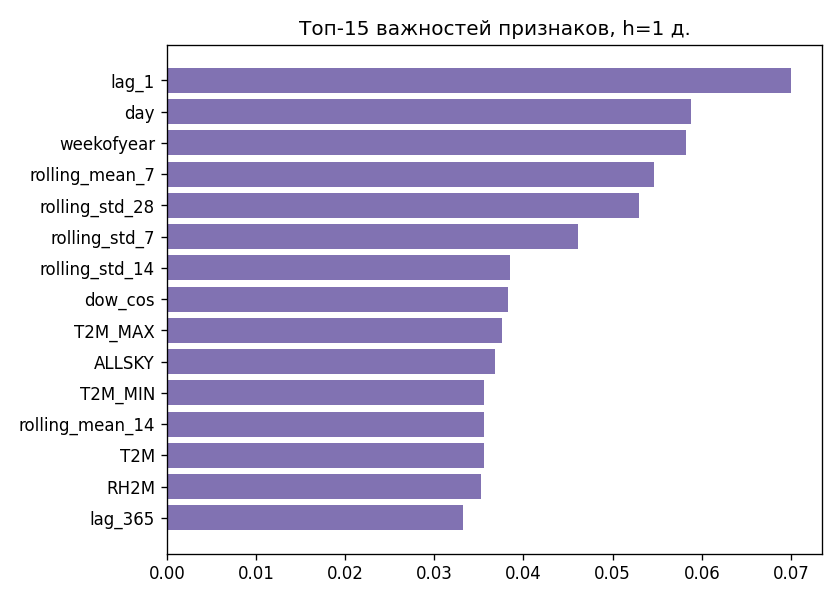 Топ-15 важностей признаков, h=1 д.
lag_1
day
weekofyear
rolling_mean_7
rolling_std_28
rolling_std_7
rolling_std_14
dow_cos
T2M_MAX
ALLSKY
T2M_MIN
rolling_mean_14
T2M
RH2M
lag_365
0.00 0.01 0.02 0.03 0.04 0.05 0.06 0.07